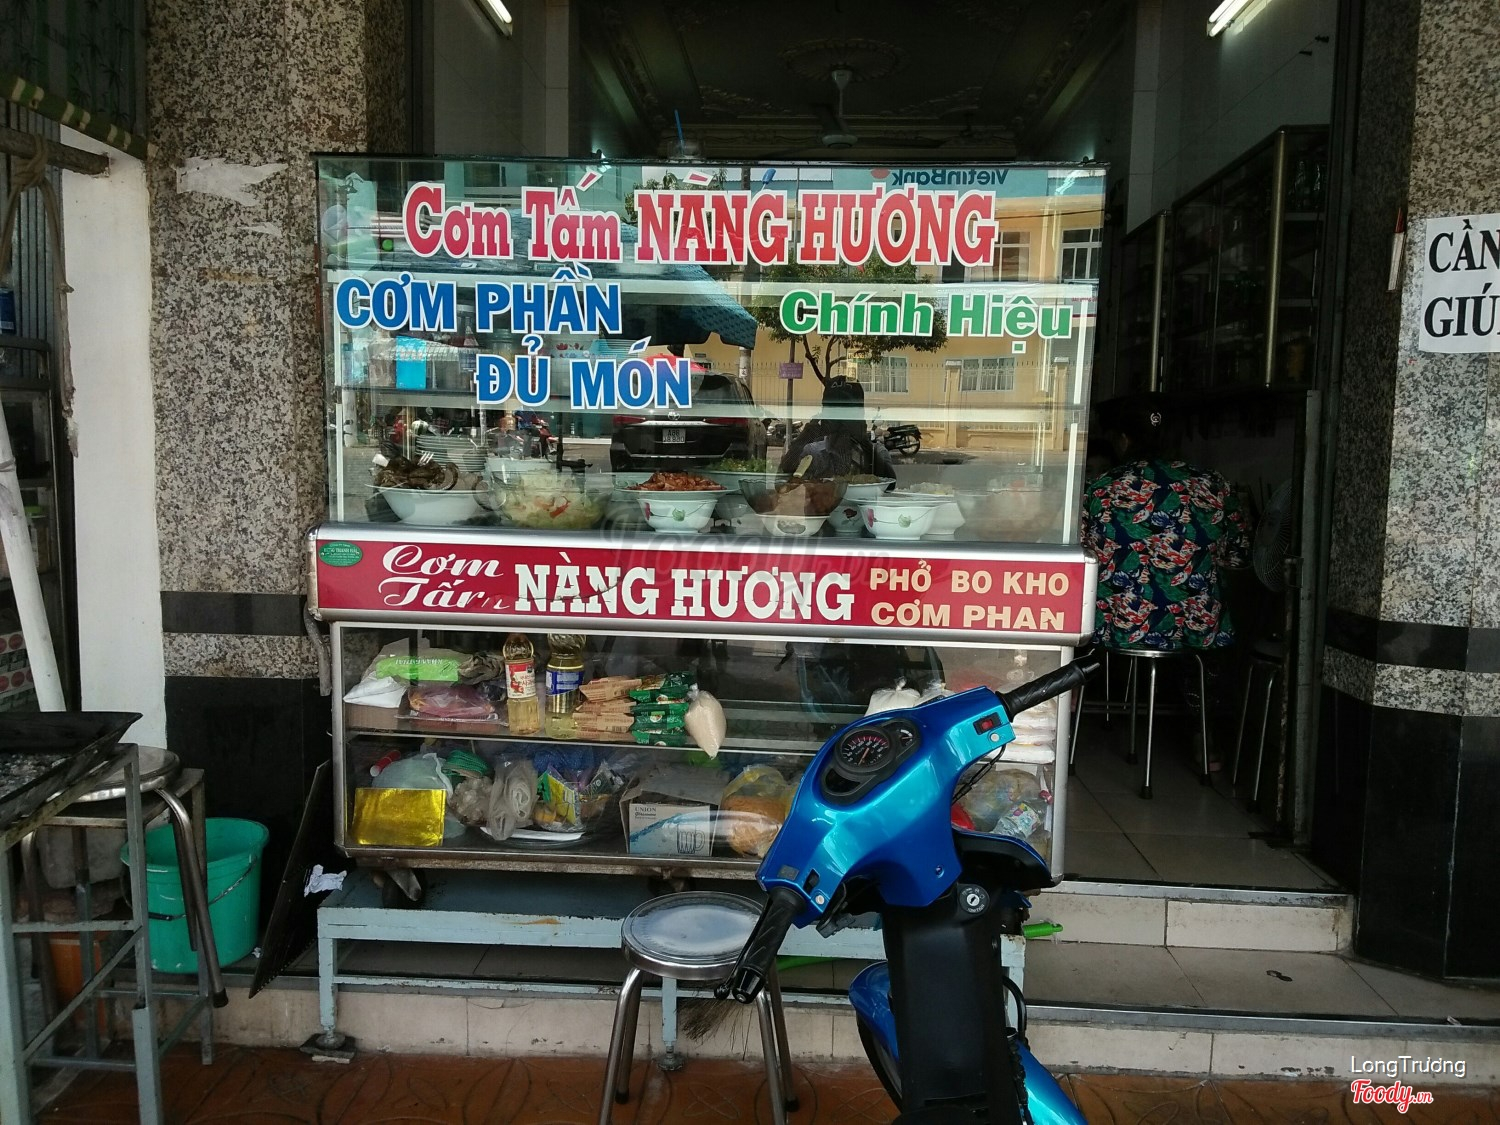 VietinBank
Cơm Tấm NÀNG HƯƠNG
CƠM PHẦN
ĐỦ MÓN
Chính Hiệu
CẦN
GIÚ
Cơm
Tấm
NÀNG HƯƠNG
PHỞ BO KHO
CƠM PHAN
UNION
LongTrương
Foody.vn